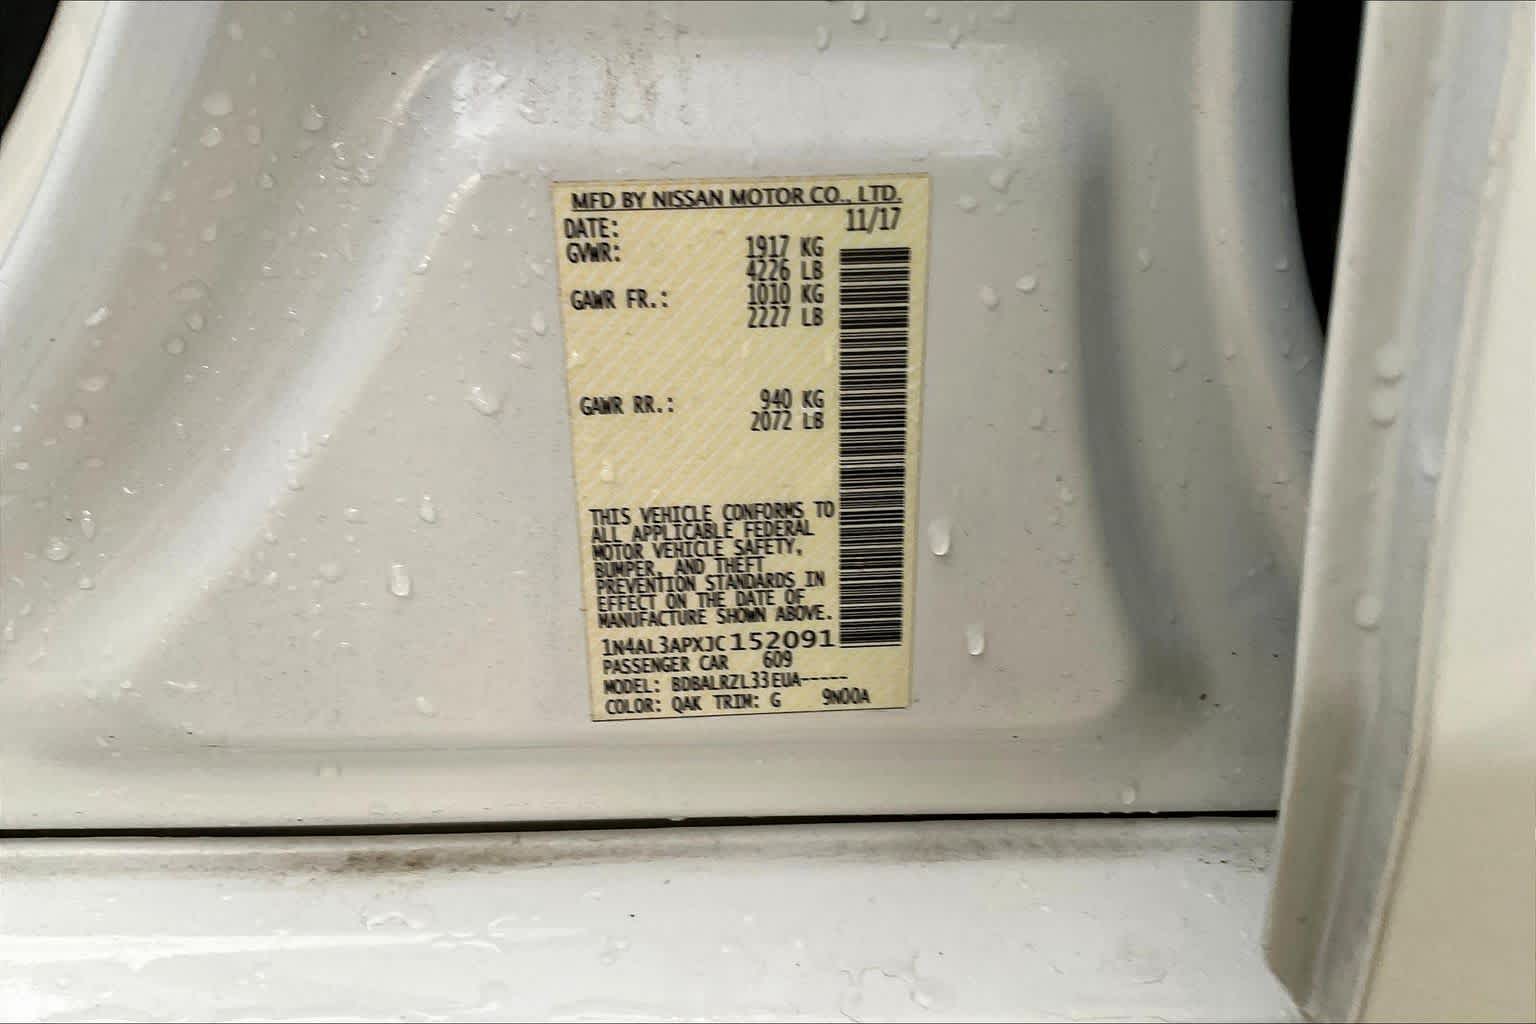 MFD BY NISSAN MOTOR CO., LTD.
DATE: 11/17
GVWR: 1917 KG
4226 LB
GAWR FR.: 1010 KG
2227 LB
GAWR RR.: 940 KG
2072 LB
THIS VEHICLE CONFORMS TO
ALL APPLICABLE FEDERAL
MOTOR VEHICLE SAFETY,
BUMPER, AND THEFT
PREVENTION STANDARDS IN
EFFECT ON THE DATE OF
MANUFACTURE SHOWN ABOVE.
1N4AL3APXJC152091
PASSENGER CAR 609
MODEL: BDBALRZL33EUA-----
COLOR: QAK TRIM: G 9N00A